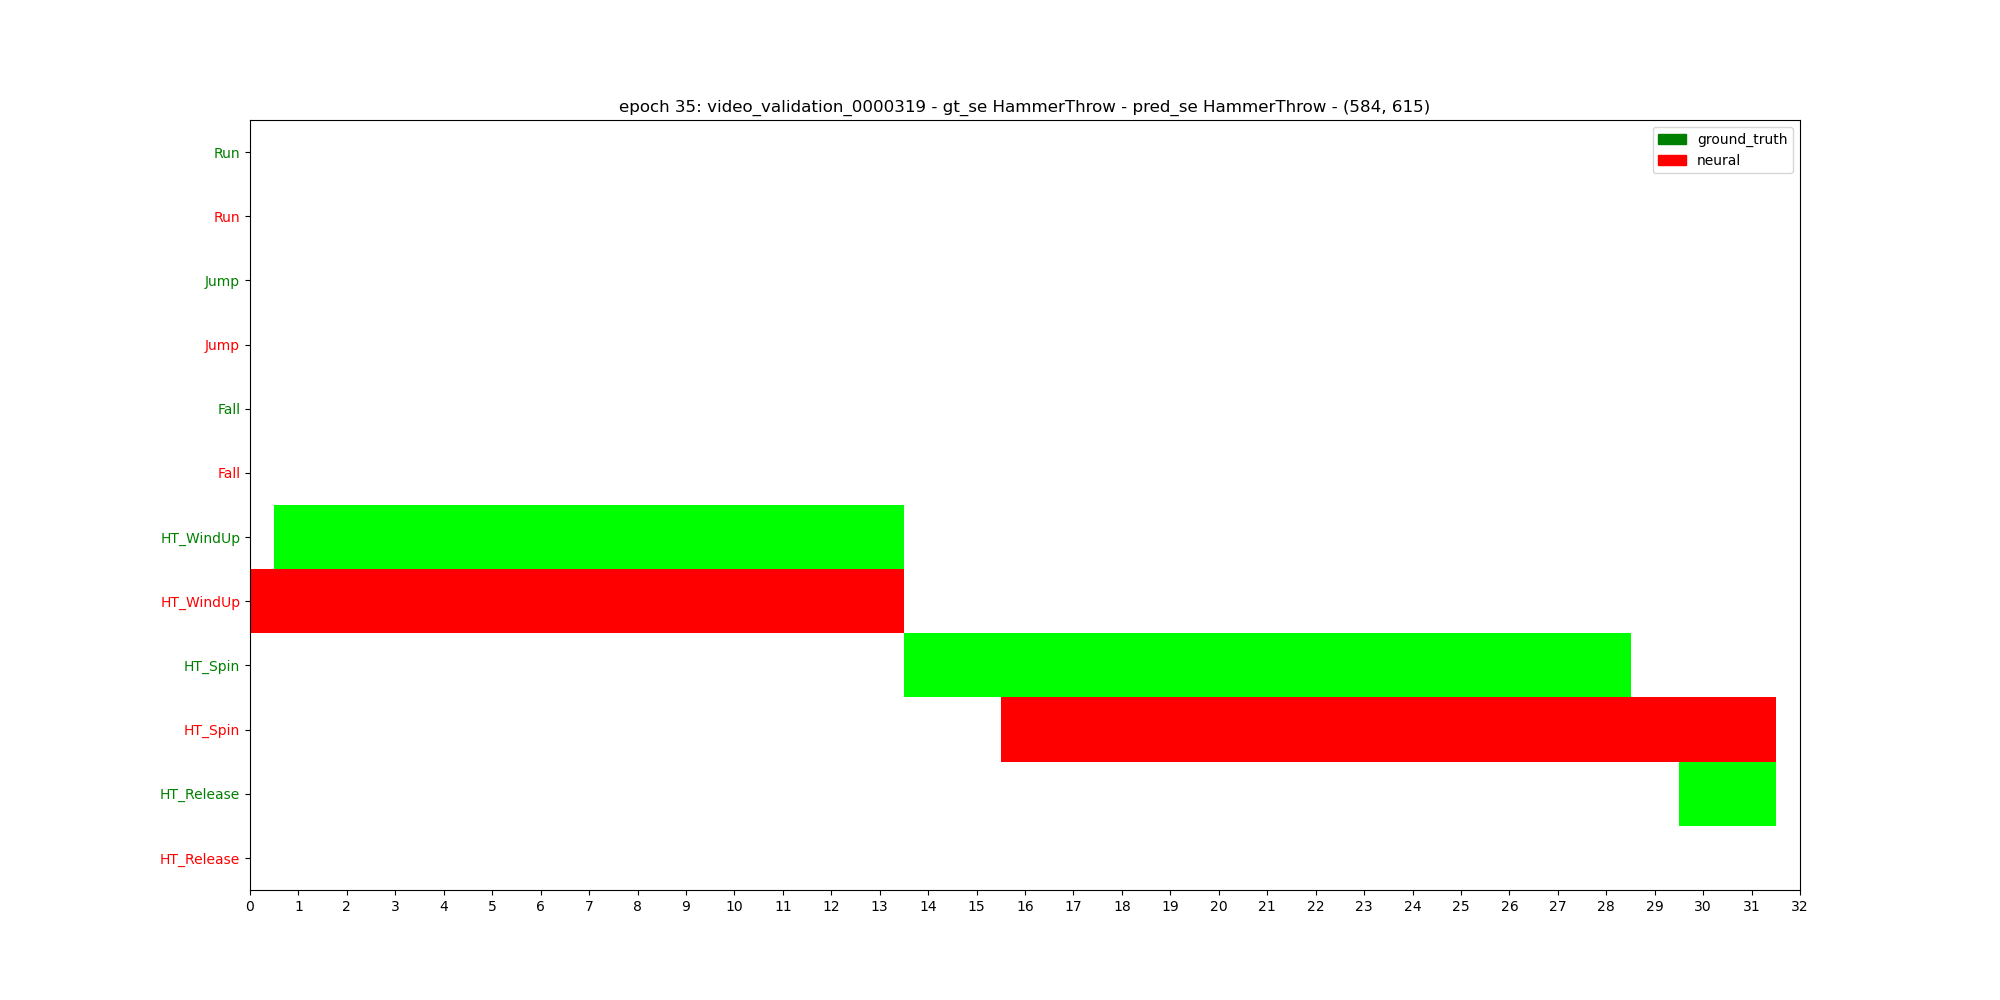 epoch 35: video_validation_0000319 - gt_se HammerThrow - pred_se HammerThrow - (584, 615)
ground_truth
neural
Run
Run
Jump
Jump
Fall
Fall
HT_WindUp
HT_WindUp
HT_Spin
HT_Spin
HT_Release
HT_Release
0 1 2 3 4 5 6 7 8 9 10 11 12 13 14 15 16 17 18 19 20 21 22 23 24 25 26 27 28 29 30 31 32